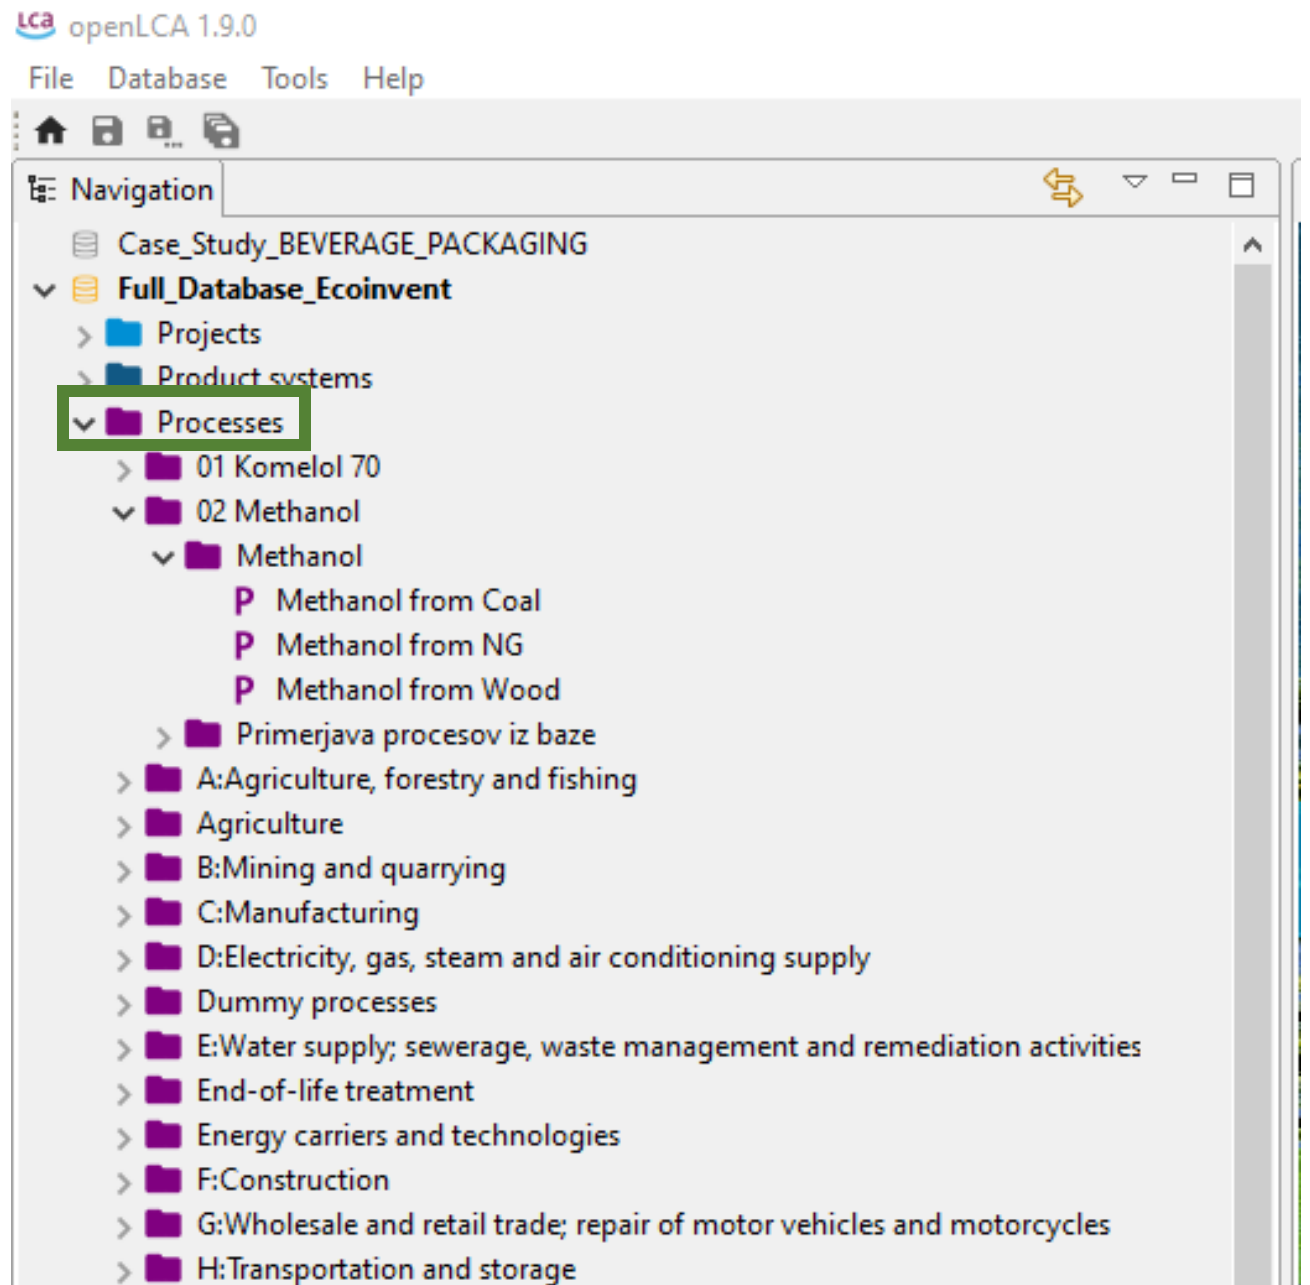 LCa openLCA 1.9.0
File Database Tools Help
Navigation
Case_Study_BEVERAGE_PACKAGING
Full_Database_Ecoinvent
Projects
Product systems
Processes
01 Komelol 70
02 Methanol
Methanol
P Methanol from Coal
P Methanol from NG
P Methanol from Wood
Primerjava procesov iz baze
A:Agriculture, forestry and fishing
Agriculture
B:Mining and quarrying
C:Manufacturing
D:Electricity, gas, steam and air conditioning supply
Dummy processes
E:Water supply; sewerage, waste management and remediation activities
End-of-life treatment
Energy carriers and technologies
F:Construction
G:Wholesale and retail trade; repair of motor vehicles and motorcycles
H:Transportation and storage